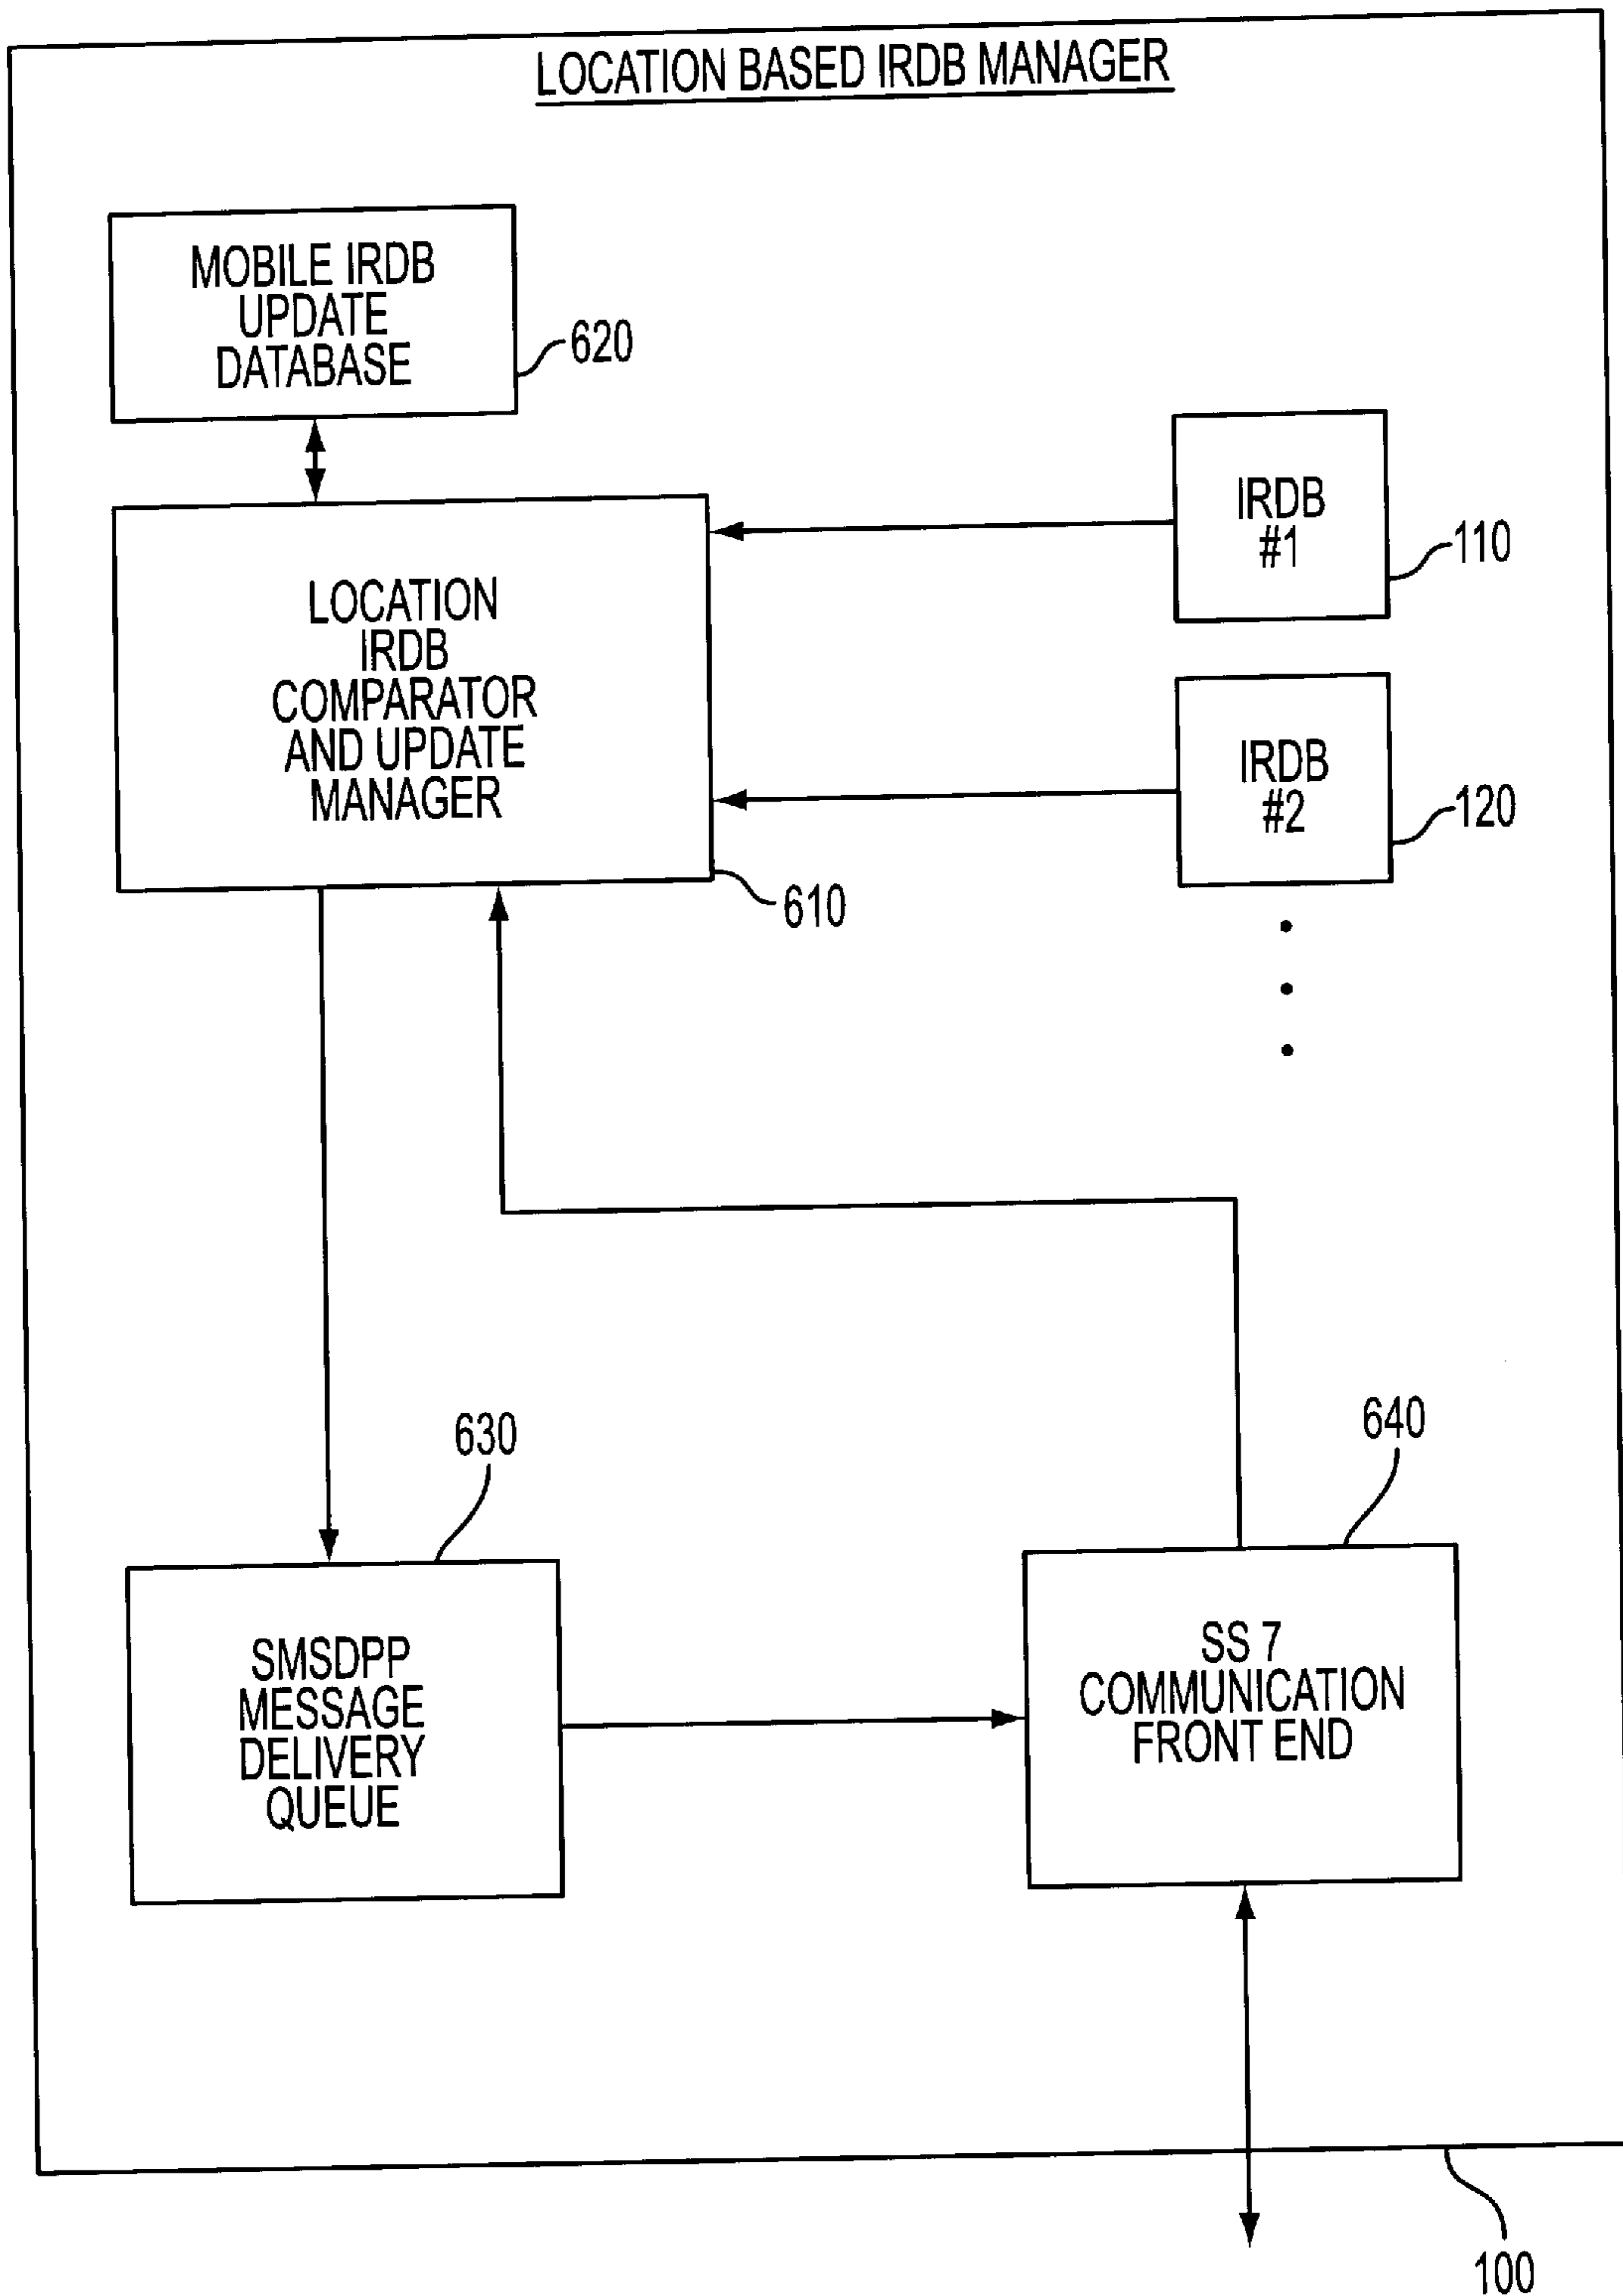 LOCATION BASED IRDB MANAGER
MOBILE IRDB
UPDATE
DATABASE
620
IRDB
#1
110
LOCATION
IRDB
COMPARATOR
AND UPDATE
MANAGER
610
IRDB
#2
120
630
640
SMSDPP
MESSAGE
DELIVERY
QUEUE
SS 7
COMMUNICATION
FRONT END
100